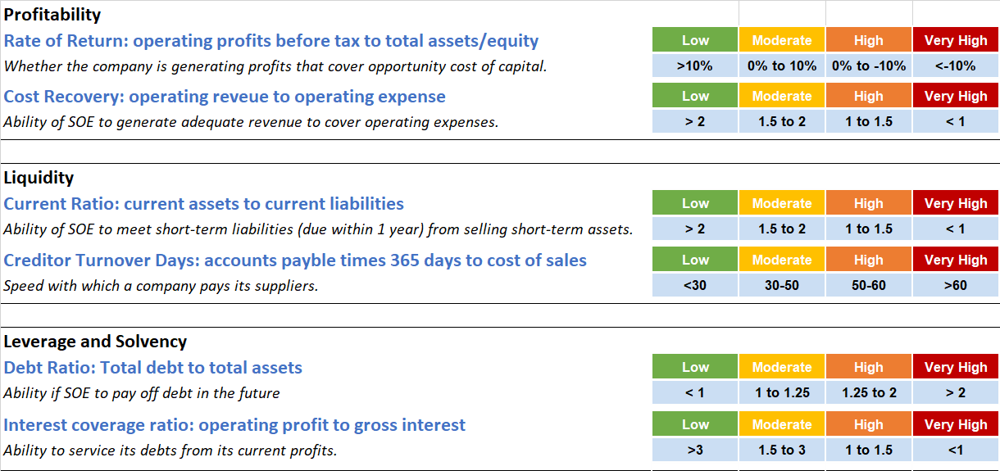 Profitability
Rate of Return: operating profits before tax to total assets/equity Low Moderate High Very High
Whether the company is generating profits that cover opportunity cost of capital. >10% 0% to 10% 0% to -10% <-10%
Cost Recovery: operating reveue to operating expense Low Moderate High Very High
Ability of SOE to generate adequate revenue to cover operating expenses. > 2 1.5 to 2 1 to 1.5 < 1
Liquidity
Current Ratio: current assets to current liabilities Low Moderate High Very High
Ability of SOE to meet short-term liabilities (due within 1 year) from selling short-term assets. > 2 1.5 to 2 1 to 1.5 < 1
Creditor Turnover Days: accounts payble times 365 days to cost of sales Low Moderate High Very High
Speed with which a company pays its suppliers. <30 30-50 50-60 >60
Leverage and Solvency
Debt Ratio: Total debt to total assets Low Moderate High Very High
Ability if SOE to pay off debt in the future < 1 1 to 1.25 1.25 to 2 > 2
Interest coverage ratio: operating profit to gross interest Low Moderate High Very High
Ability to service its debts from its current profits. >3 1.5 to 3 1 to 1.5 <1